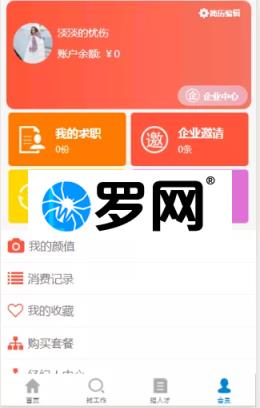 简历编辑
淡淡的忧伤
账户余额: ￥0
企 企业中心
我的求职
0份
邀
企业邀请
0条
罗网®
我的颜值
消费记录
我的收藏
购买套餐
首页
找工作
猎人才
会员